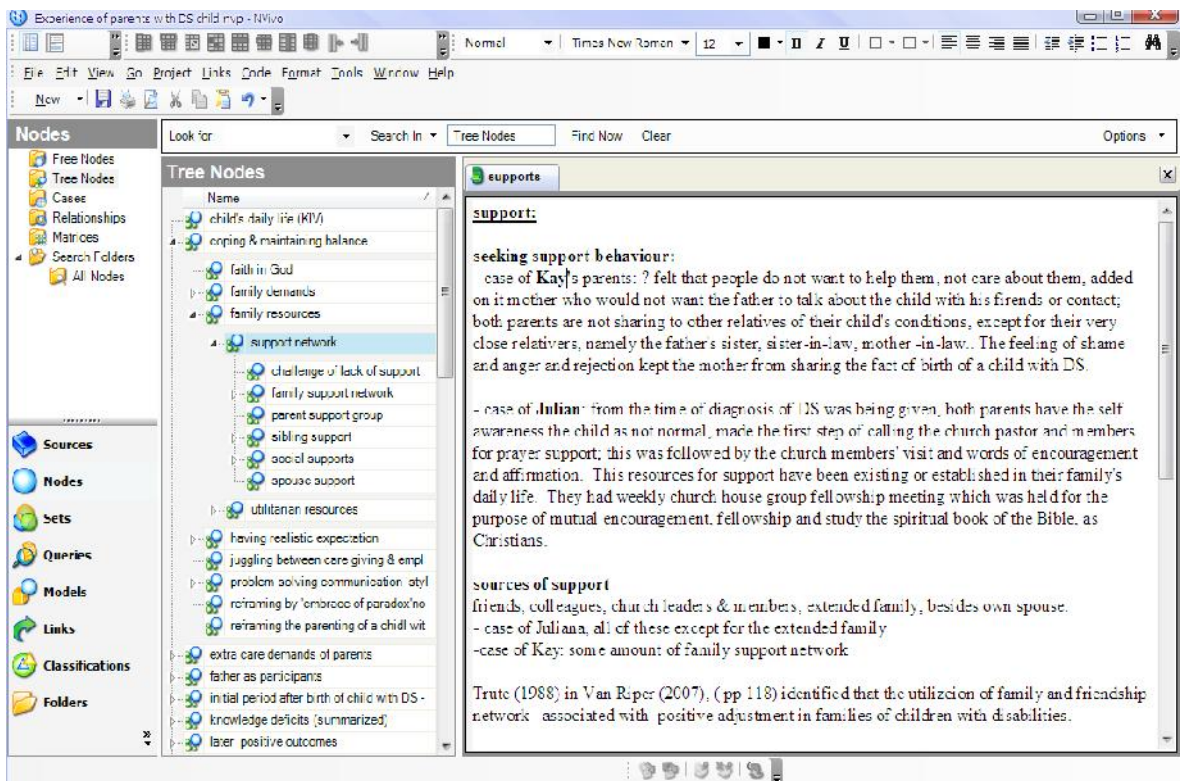 Experience of parents with DS child.nvp - NVivo
Normal Times New Roman 12 B I U
File Edit View Go Project Links Code Format Tools Window Help
New
Nodes
Free Nodes
Tree Nodes
Cases
Relationships
Matrices
Search Folders
All Nodes
Sources
Nodes
Sets
Queries
Models
Links
Classifications
Folders
Look for Search In Tree Nodes Find Now Clear Options
Tree Nodes
Name
child's daily life (KIV)
coping & maintaining balance
faith in God
family demands
family resources
support network
challenge of lack of support
family support network
parent support group
sibling support
social supports
spouse support
utilitarian resources
having realistic expectation
juggling between care giving & empl
problem solving communication styl
reframing by 'embrace of paradox'no
reframing the parenting of a chidl wit
extra care demands of parents
father as participants
initial period after birth of child with DS -
knowledge deficits (summarized)
later positive outcomes
supports
support:
seeking support behaviour:
case of Kay's parents: ? felt that people do not want to help them, not care about them, added
on it mother who would not want the father to talk about the child with his firends or contact;
both parents are not sharing to other relatives of their child's conditions, except for their very
close relativers, namely the father's sister, sister-in-law, mother -in-law.. The feeling of shame
and anger and rejection kept the mother from sharing the fact of birth of a child with DS.
- case of Julian: from the time of diagnosis of DS was being given, both parents have the self
awareness the child as not normal, made the first step of calling the church pastor and members
for prayer support; this was followed by the church members' visit and words of encouragement
and affirmation. This resources for support have been existing or established in their family's
daily life. They had weekly church house group fellowship meeting which was held for the
purpose of mutual encouragement, fellowship and study the spiritual book of the Bible, as
Christians.
sources of support
friends, colleagues, church leaders & members, extended family, besides own spouse.
- case of Juliana, all of these except for the extended family
-case of Kay: some amount of family support network
Trute (1988) in Van Riper (2007), ( pp 118) identified that the utilizcion of family and friendship
network associated with positive adjustment in families of children with disabilities.